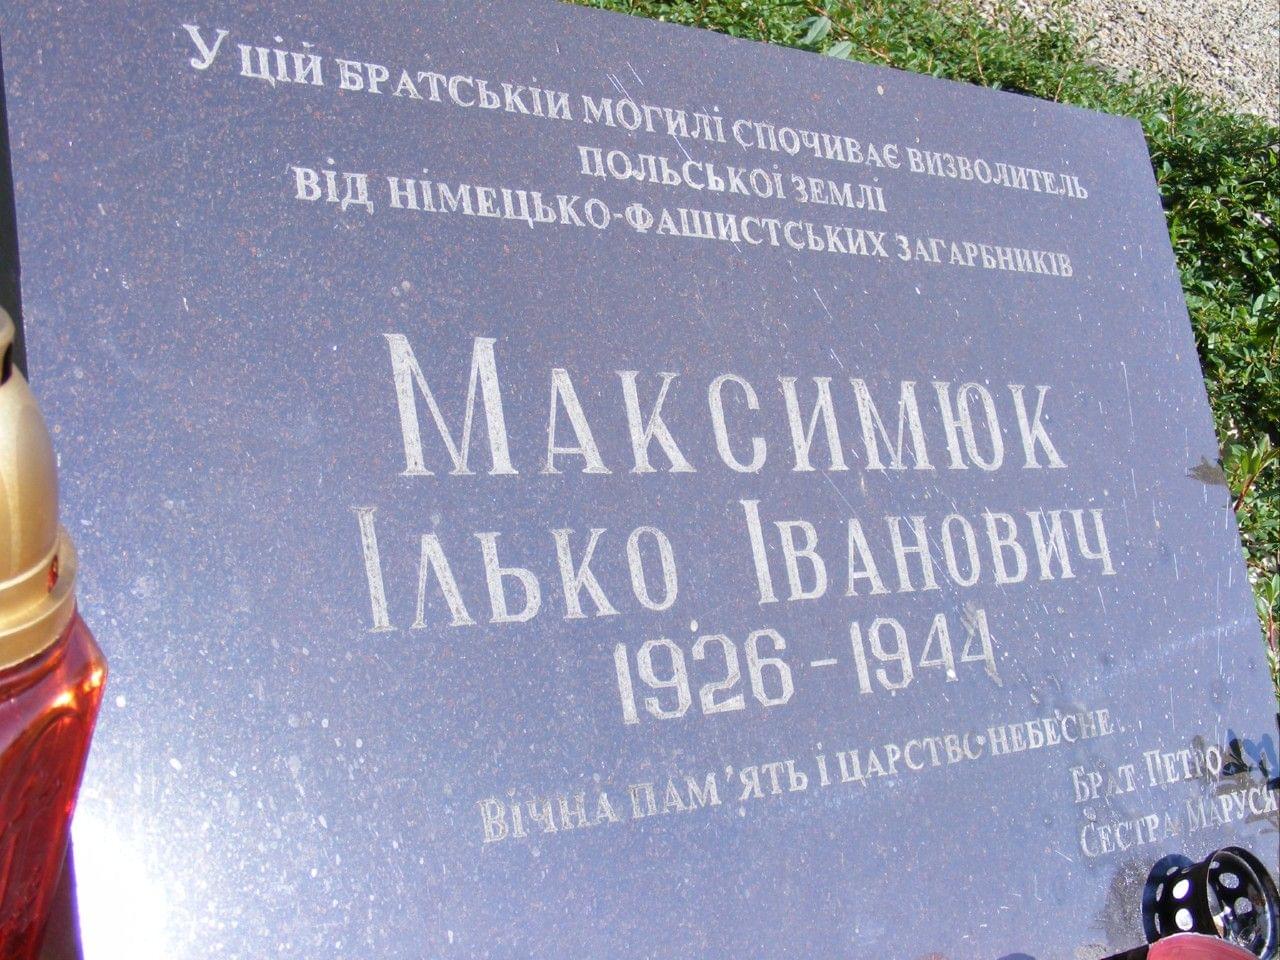 У ЦІЙ БРАТСЬКІЙ МОГИЛІ СПОЧИВАЄ ВИЗВОЛИТЕЛЬ
ПОЛЬСЬКОЇ ЗЕМЛІ
ВІД НІМЕЦЬКО-ФАШИСТСЬКИХ ЗАГАРБНИКІВ
МАКСИМЮК
ІЛЬКО ІВАНОВИЧ
1926-1944
ВІЧНА ПАМ'ЯТЬ І ЦАРСТВО НЕБЕСНЕ
БРАТ ПЕТРО
СЕСТРА МАРУСЯ